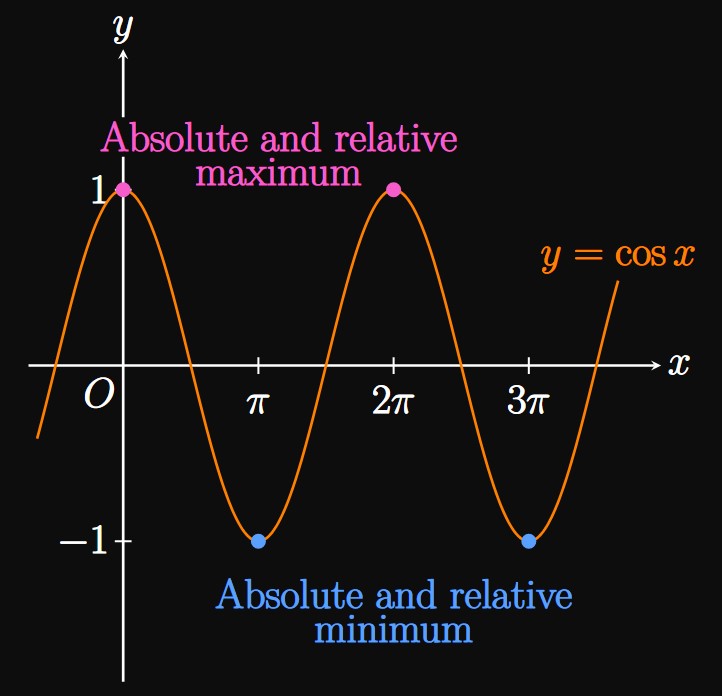 y
Absolute and relative
maximum
1
y = cos x
x
O
π 2π 3π
−1
Absolute and relative
minimum